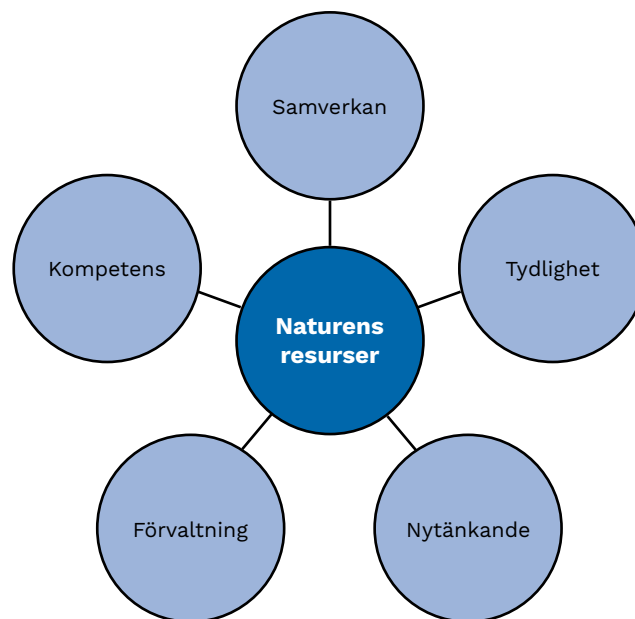 Samverkan
Kompetens
Tydlighet
Naturens
resurser
Förvaltning
Nytänkande